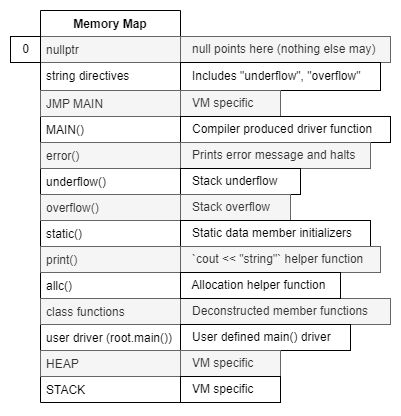 Memory Map
0 nullptr null points here (nothing else may)
string directives Includes "underflow", "overflow"
JMP MAIN VM specific
MAIN() Compiler produced driver function
error() Prints error message and halts
underflow() Stack underflow
overflow() Stack overflow
static() Static data member initializers
print() `cout << "string"` helper function
allc() Allocation helper function
class functions Deconstructed member functions
user driver (root.main()) User defined main() driver
HEAP VM specific
STACK VM specific